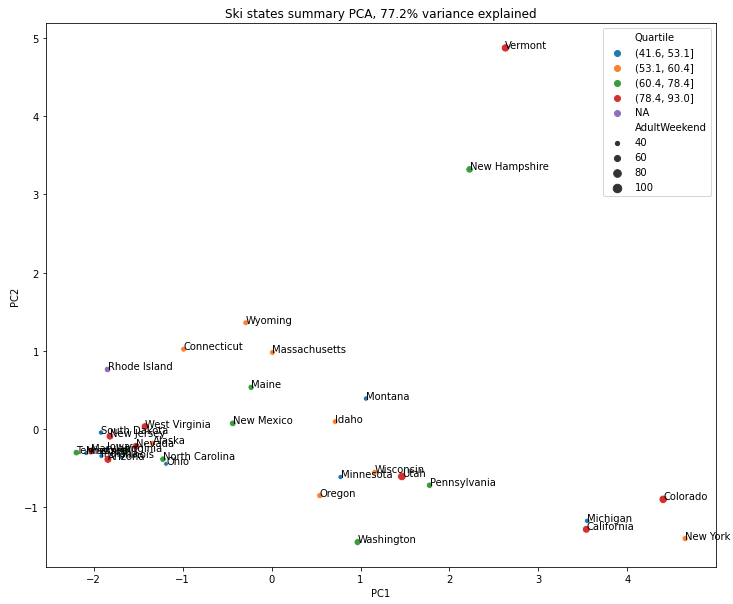 Ski states summary PCA, 77.2% variance explained
PC2
5
4
3
2
1
0
−1
−2
−1
0
1
2
3
4
PC1
Quartile
(41.6, 53.1]
(53.1, 60.4]
(60.4, 78.4]
(78.4, 93.0]
NA
AdultWeekend
40
60
80
100
Vermont
New Hampshire
Wyoming
Connecticut
Massachusetts
Rhode Island
Maine
Montana
New Mexico
Idaho
West Virginia
South Dakota
New Jersey
Alaska
Nevada
Arizona
North Carolina
Ohio
Wisconsin
Minnesota
Utah
Pennsylvania
Oregon
Colorado
Michigan
California
Washington
New York